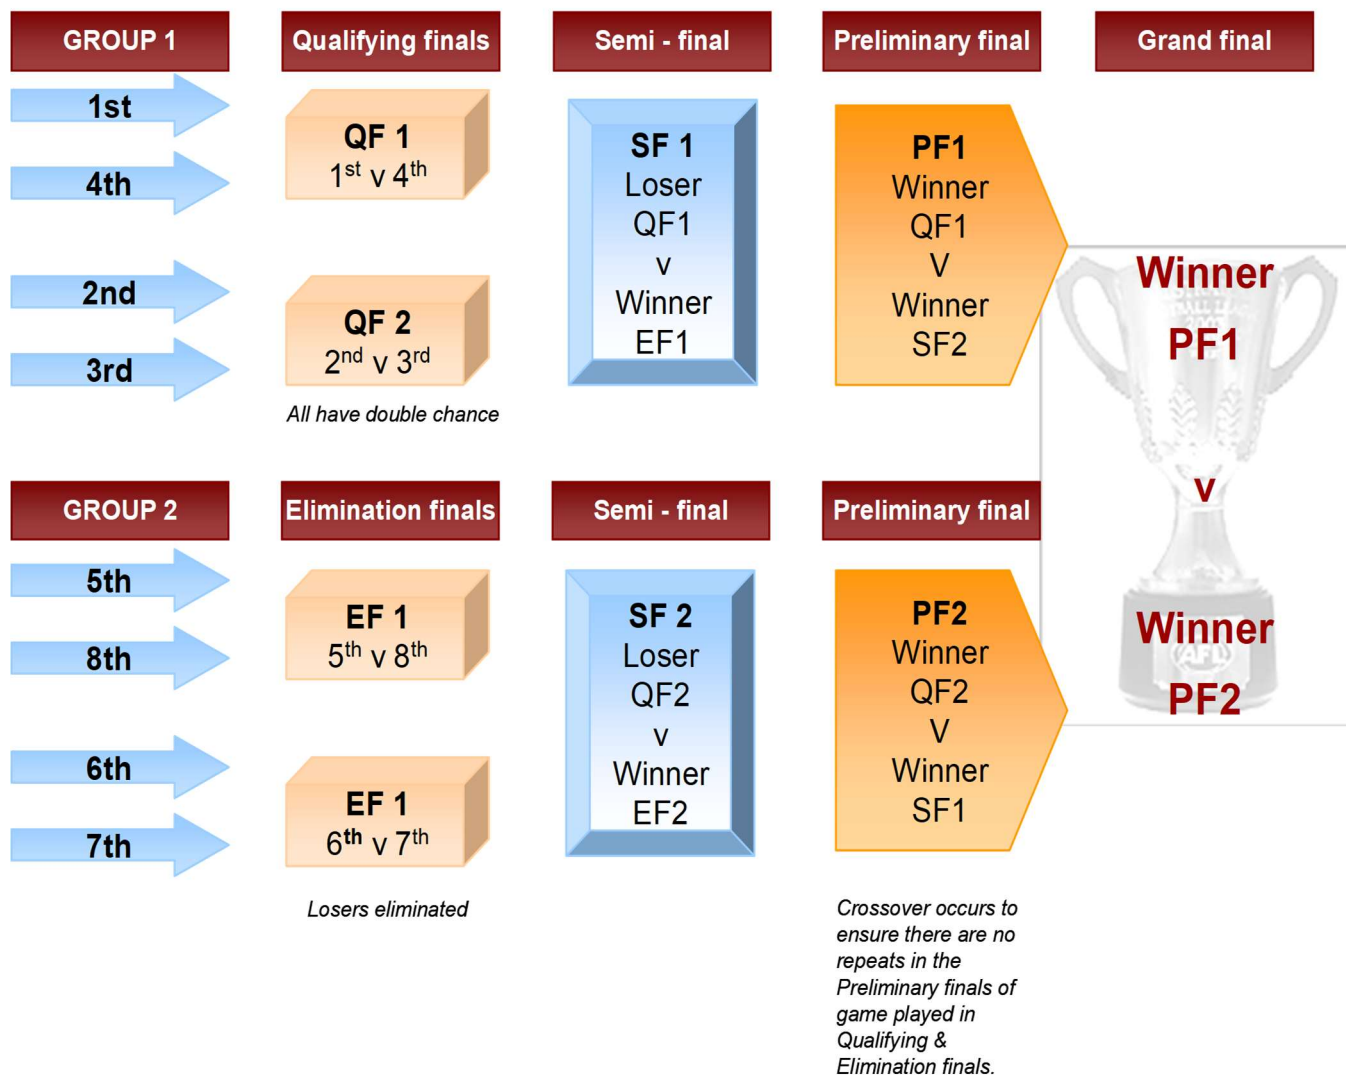 GROUP 1
Qualifying finals
Semi - final
Preliminary final
Grand final
1st
4th
2nd
3rd
QF 1
1st v 4th
QF 2
2nd v 3rd
All have double chance
SF 1
Loser
QF1
v
Winner
EF1
PF1
Winner
QF1
V
Winner
SF2
Winner
PF1
v
Winner
PF2
AFL
GROUP 2
Elimination finals
Semi - final
Preliminary final
5th
8th
6th
7th
EF 1
5th v 8th
EF 1
6th v 7th
Losers eliminated
SF 2
Loser
QF2
v
Winner
EF2
PF2
Winner
QF2
V
Winner
SF1
Crossover occurs to
ensure there are no
repeats in the
Preliminary finals of
game played in
Qualifying &
Elimination finals.